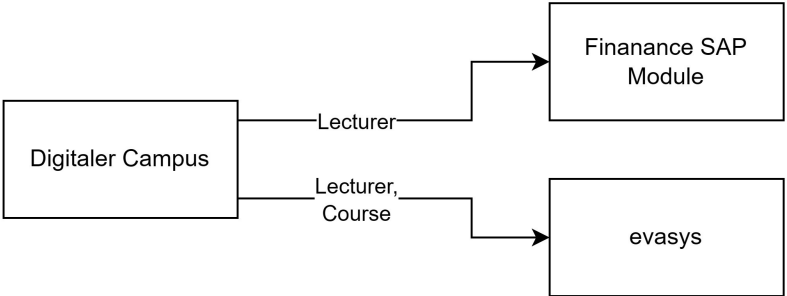 Finanance SAP
Module
Lecturer
Digitaler Campus
Lecturer,
Course
evasys